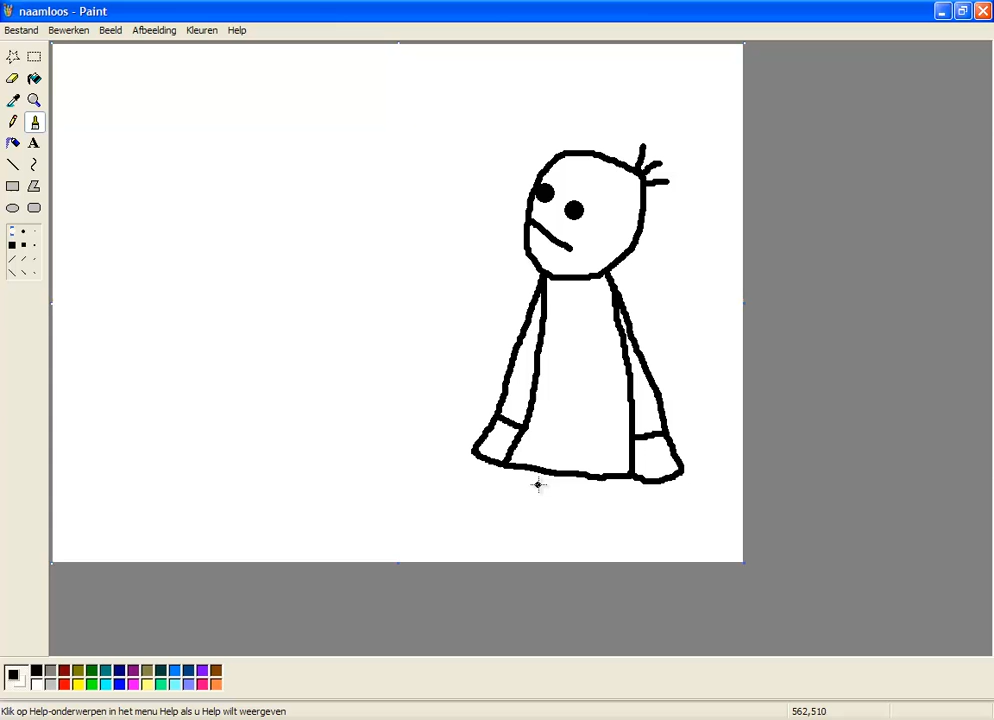 naamloos - Paint
Bestand Bewerken Beeld Afbeelding Kleuren Help
A
Klik op Help-onderwerpen in het menu Help als u Help wilt weergeven 562,510